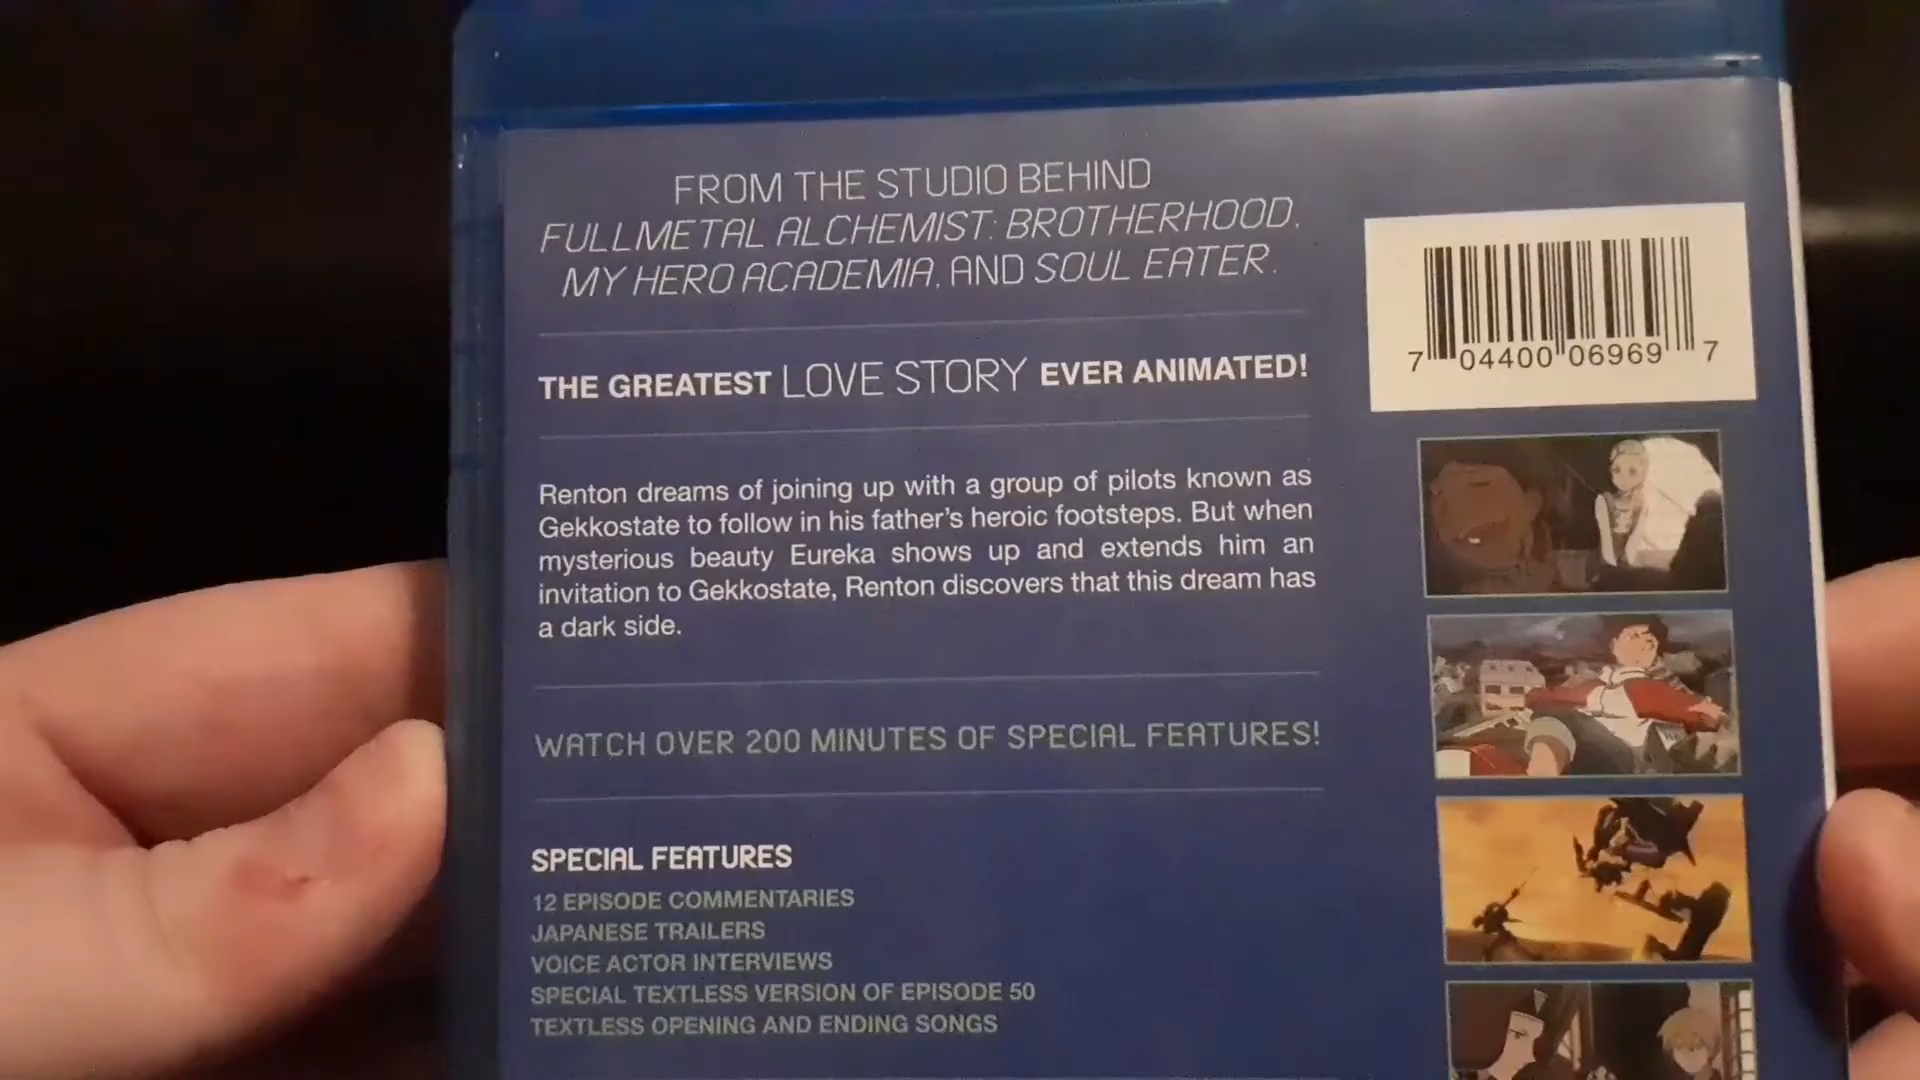 FROM THE STUDIO BEHIND
FULLMETAL ALCHEMIST: BROTHERHOOD,
MY HERO ACADEMIA, AND SOUL EATER.
THE GREATEST LOVE STORY EVER ANIMATED!
Renton dreams of joining up with a group of pilots known as
Gekkostate to follow in his father's heroic footsteps. But when
mysterious beauty Eureka shows up and extends him an
invitation to Gekkostate, Renton discovers that this dream has
a dark side.
WATCH OVER 200 MINUTES OF SPECIAL FEATURES!
SPECIAL FEATURES
12 EPISODE COMMENTARIES
JAPANESE TRAILERS
VOICE ACTOR INTERVIEWS
SPECIAL TEXTLESS VERSION OF EPISODE 50
TEXTLESS OPENING AND ENDING SONGS
7 04400 06969 7